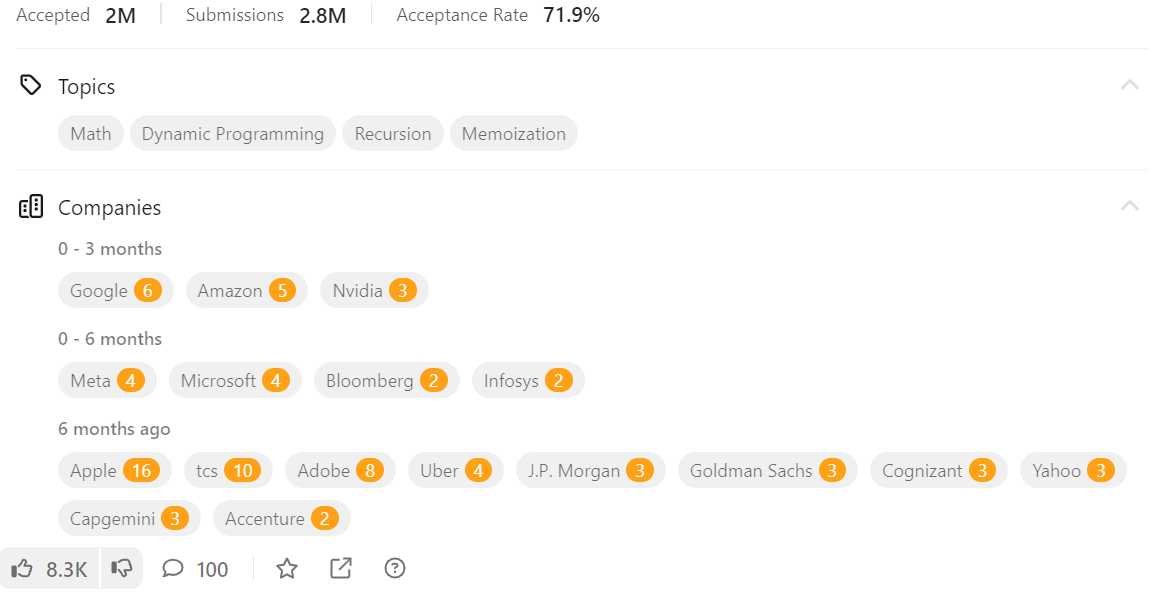 Accepted 2M Submissions 2.8M Acceptance Rate 71.9%
Topics
Math Dynamic Programming Recursion Memoization
Companies
0 - 3 months
Google 6 Amazon 5 Nvidia 3
0 - 6 months
Meta 4 Microsoft 4 Bloomberg 2 Infosys 2
6 months ago
Apple 16 tcs 10 Adobe 8 Uber 4 J.P. Morgan 3 Goldman Sachs 3 Cognizant 3 Yahoo 3
Capgemini 3 Accenture 2
8.3K 100